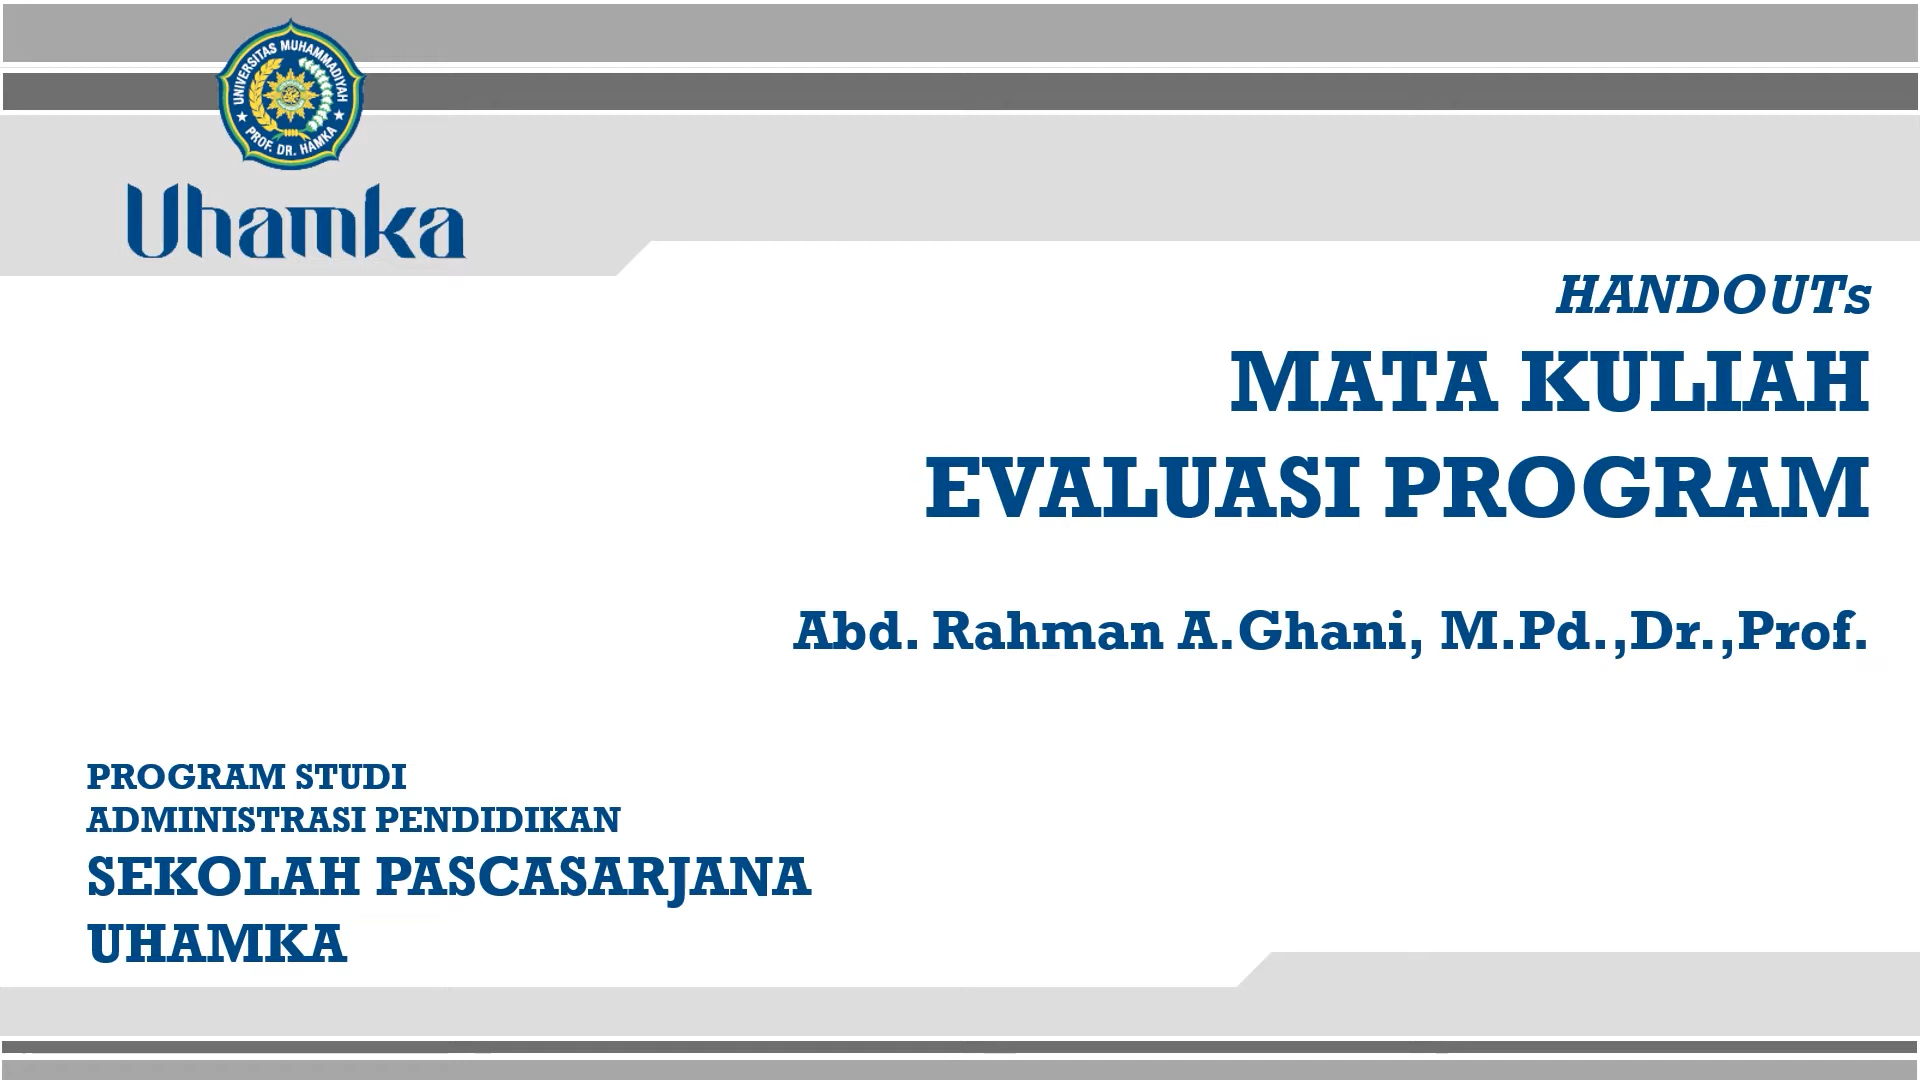 UNIVERSITAS MUHAMMADIYAH
PROF. DR. HAMKA
Uhamka
HANDOUTs
MATA KULIAH
EVALUASI PROGRAM
Abd. Rahman A.Ghani, M.Pd.,Dr.,Prof.
PROGRAM STUDI
ADMINISTRASI PENDIDIKAN
SEKOLAH PASCASARJANA
UHAMKA